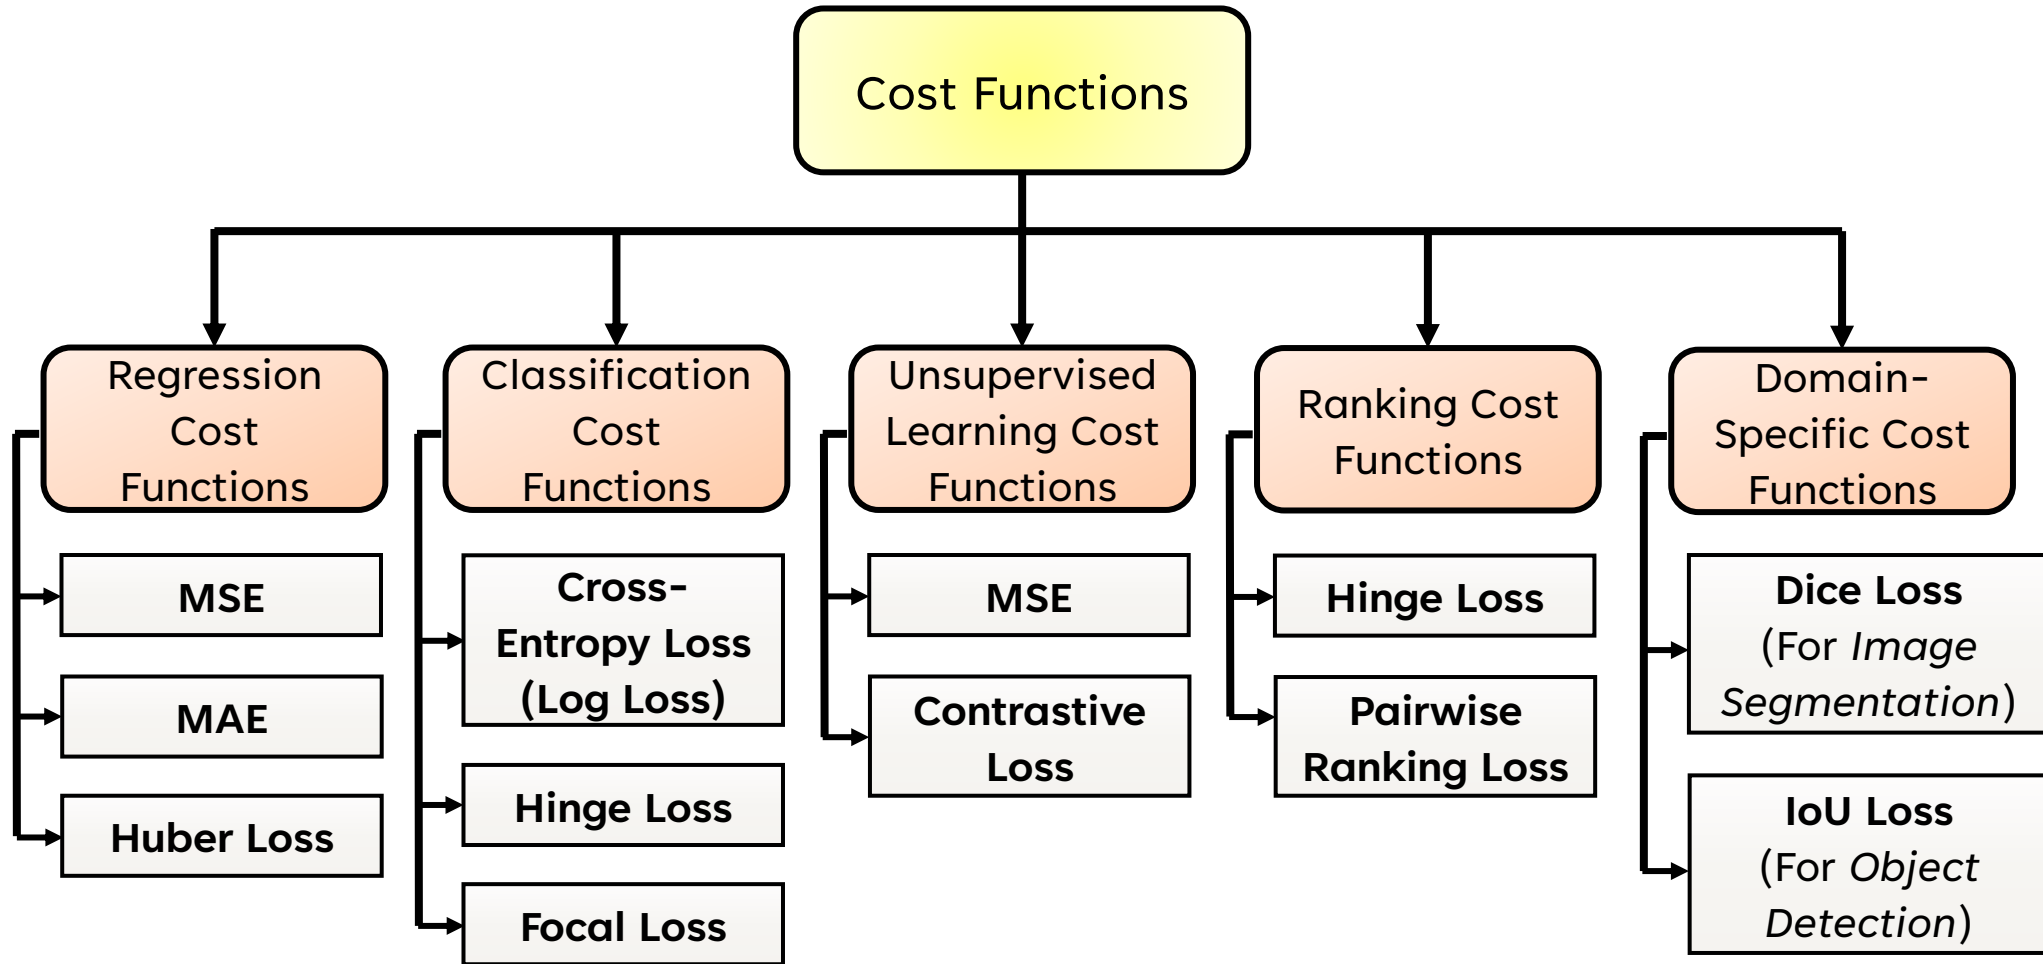 Cost Functions
Regression
Cost
Functions
MSE
MAE
Huber Loss
Classification
Cost
Functions
Cross-
Entropy Loss
(Log Loss)
Hinge Loss
Focal Loss
Unsupervised
Learning Cost
Functions
MSE
Contrastive
Loss
Ranking Cost
Functions
Hinge Loss
Pairwise
Ranking Loss
Domain-
Specific Cost
Functions
Dice Loss
(For Image
Segmentation)
IoU Loss
(For Object
Detection)